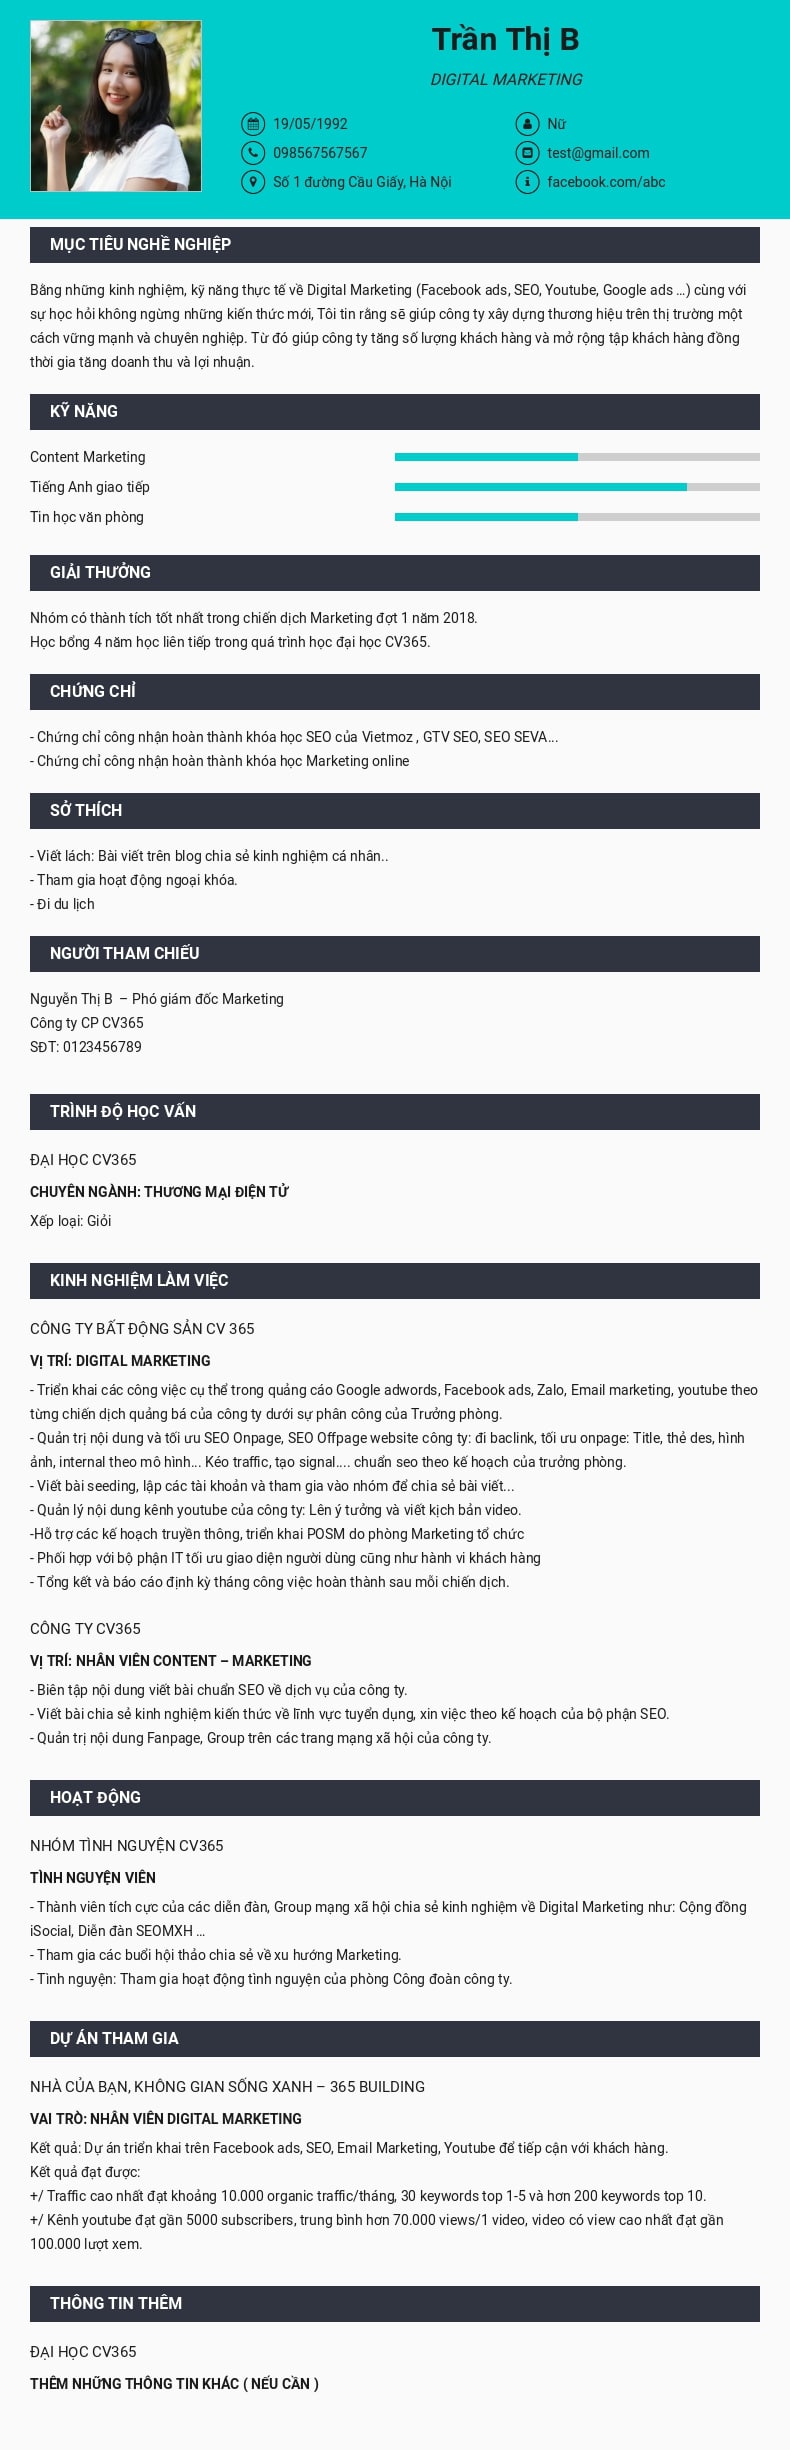 Trần Thị B
DIGITAL MARKETING
19/05/1992
Nữ
098567567567
test@gmail.com
Số 1 đường Cầu Giấy, Hà Nội
facebook.com/abc
MỤC TIÊU NGHỀ NGHIỆP
Bằng những kinh nghiệm, kỹ năng thực tế về Digital Marketing (Facebook ads, SEO, Youtube, Google ads ...) cùng với
sự học hỏi không ngừng những kiến thức mới, Tôi tin rằng sẽ giúp công ty xây dựng thương hiệu trên thị trường một
cách vững mạnh và chuyên nghiệp. Từ đó giúp công ty tăng số lượng khách hàng và mở rộng tập khách hàng đồng
thời gia tăng doanh thu và lợi nhuận.
KỸ NĂNG
Content Marketing
Tiếng Anh giao tiếp
Tin học văn phòng
GIẢI THƯỞNG
Nhóm có thành tích tốt nhất trong chiến dịch Marketing đợt 1 năm 2018.
Học bổng 4 năm học liên tiếp trong quá trình học đại học CV365.
CHỨNG CHỈ
- Chứng chỉ công nhận hoàn thành khóa học SEO của Vietmoz , GTV SEO, SEO SEVA...
- Chứng chỉ công nhận hoàn thành khóa học Marketing online
SỞ THÍCH
- Viết lách: Bài viết trên blog chia sẻ kinh nghiệm cá nhân..
- Tham gia hoạt động ngoại khóa.
- Đi du lịch
NGƯỜI THAM CHIẾU
Nguyễn Thị B – Phó giám đốc Marketing
Công ty CP CV365
SĐT: 0123456789
TRÌNH ĐỘ HỌC VẤN
ĐẠI HỌC CV365
CHUYÊN NGÀNH: THƯƠNG MẠI ĐIỆN TỬ
Xếp loại: Giỏi
KINH NGHIỆM LÀM VIỆC
CÔNG TY BẤT ĐỘNG SẢN CV 365
VỊ TRÍ: DIGITAL MARKETING
- Triển khai các công việc cụ thể trong quảng cáo Google adwords, Facebook ads, Zalo, Email marketing, youtube theo
từng chiến dịch quảng bá của công ty dưới sự phân công của Trưởng phòng.
- Quản trị nội dung và tối ưu SEO Onpage, SEO Offpage website công ty: đi baclink, tối ưu onpage: Title, thẻ des, hình
ảnh, internal theo mô hình... Kéo traffic, tạo signal.... chuẩn seo theo kế hoạch của trưởng phòng.
- Viết bài seeding, lập các tài khoản và tham gia vào nhóm để chia sẻ bài viết...
- Quản lý nội dung kênh youtube của công ty: Lên ý tưởng và viết kịch bản video.
-Hỗ trợ các kế hoạch truyền thông, triển khai POSM do phòng Marketing tổ chức
- Phối hợp với bộ phận IT tối ưu giao diện người dùng cũng như hành vi khách hàng
- Tổng kết và báo cáo định kỳ tháng công việc hoàn thành sau mỗi chiến dịch.
CÔNG TY CV365
VỊ TRÍ: NHÂN VIÊN CONTENT – MARKETING
- Biên tập nội dung viết bài chuẩn SEO về dịch vụ của công ty.
- Viết bài chia sẻ kinh nghiệm kiến thức về lĩnh vực tuyển dụng, xin việc theo kế hoạch của bộ phận SEO.
- Quản trị nội dung Fanpage, Group trên các trang mạng xã hội của công ty.
HOẠT ĐỘNG
NHÓM TÌNH NGUYỆN CV365
TÌNH NGUYỆN VIÊN
- Thành viên tích cực của các diễn đàn, Group mạng xã hội chia sẻ kinh nghiệm về Digital Marketing như: Cộng đồng
iSocial, Diễn đàn SEOMXH ...
- Tham gia các buổi hội thảo chia sẻ về xu hướng Marketing.
- Tình nguyện: Tham gia hoạt động tình nguyện của phòng Công đoàn công ty.
DỰ ÁN THAM GIA
NHÀ CỦA BẠN, KHÔNG GIAN SỐNG XANH – 365 BUILDING
VAI TRÒ: NHÂN VIÊN DIGITAL MARKETING
Kết quả: Dự án triển khai trên Facebook ads, SEO, Email Marketing, Youtube để tiếp cận với khách hàng.
Kết quả đạt được:
+/ Traffic cao nhất đạt khoảng 10.000 organic traffic/tháng, 30 keywords top 1-5 và hơn 200 keywords top 10.
+/ Kênh youtube đạt gần 5000 subscribers, trung bình hơn 70.000 views/1 video, video có view cao nhất đạt gần
100.000 lượt xem.
THÔNG TIN THÊM
ĐẠI HỌC CV365
THÊM NHỮNG THÔNG TIN KHÁC ( NẾU CẦN )